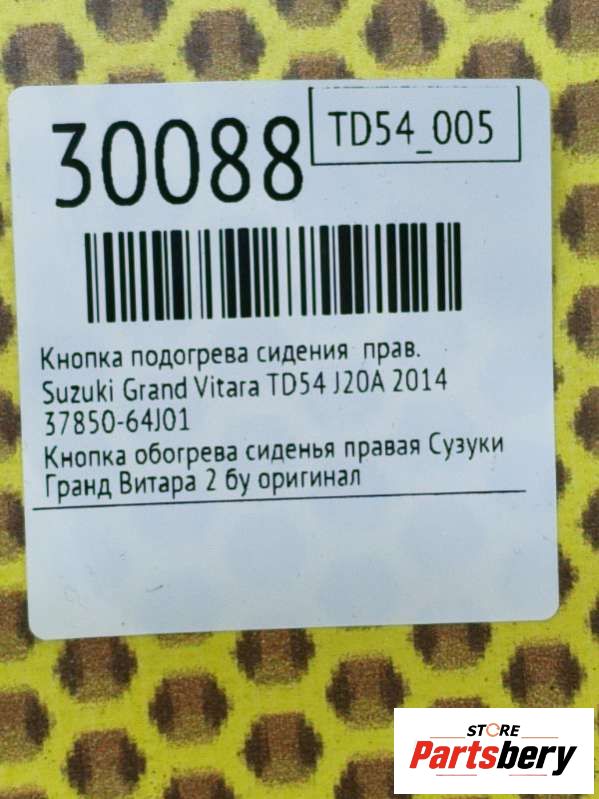 30088
TD54_005
Кнопка подогрева сидения прав.
Suzuki Grand Vitara TD54 J20A 2014
37850-64J01
Кнопка обогрева сиденья правая Сузуки
Гранд Витара 2 бу оригинал
STORE
Partsbery